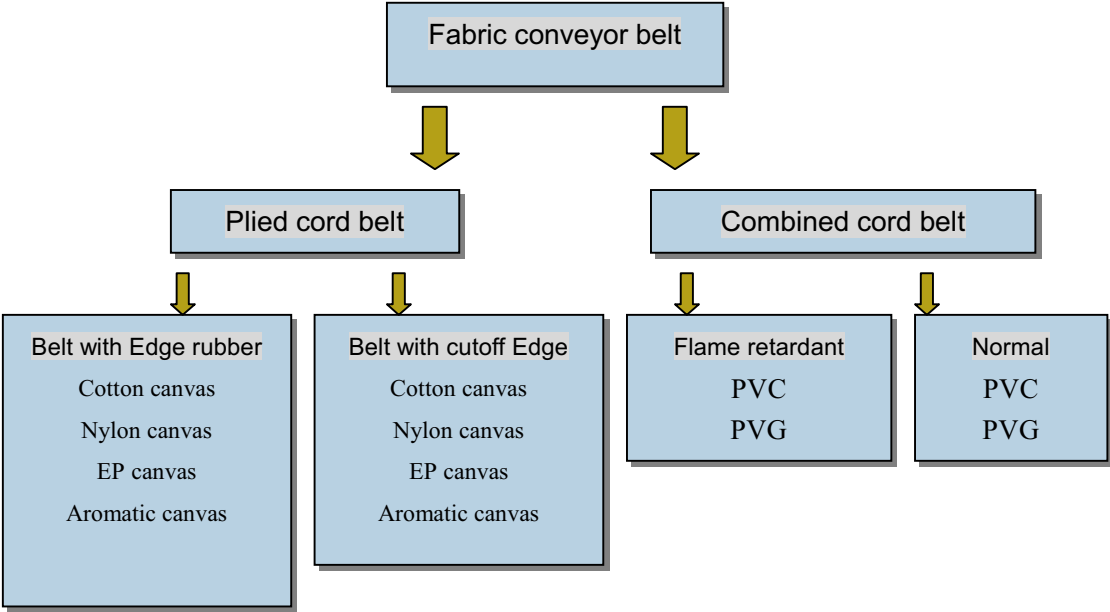 Fabric conveyor belt
Plied cord belt
Combined cord belt
Belt with Edge rubber
Cotton canvas
Nylon canvas
EP canvas
Aromatic canvas
Belt with cutoff Edge
Cotton canvas
Nylon canvas
EP canvas
Aromatic canvas
Flame retardant
PVC
PVG
Normal
PVC
PVG